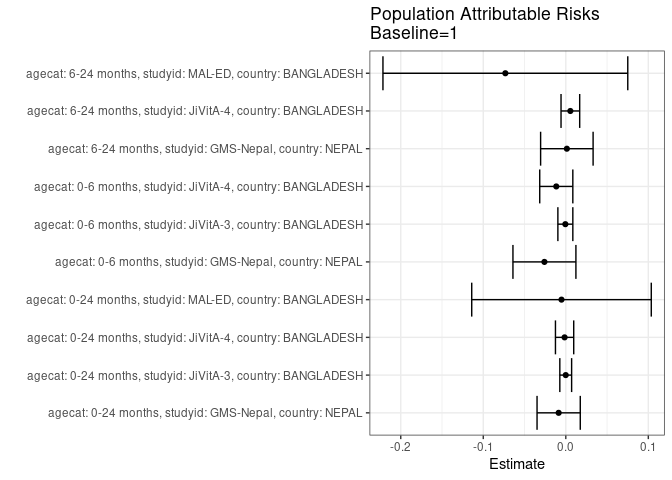 Population Attributable Risks
Baseline=1
agecat: 6-24 months, studyid: MAL-ED, country: BANGLADESH
agecat: 6-24 months, studyid: JiVitA-4, country: BANGLADESH
agecat: 6-24 months, studyid: GMS-Nepal, country: NEPAL
agecat: 0-6 months, studyid: JiVitA-4, country: BANGLADESH
agecat: 0-6 months, studyid: JiVitA-3, country: BANGLADESH
agecat: 0-6 months, studyid: GMS-Nepal, country: NEPAL
agecat: 0-24 months, studyid: MAL-ED, country: BANGLADESH
agecat: 0-24 months, studyid: JiVitA-4, country: BANGLADESH
agecat: 0-24 months, studyid: JiVitA-3, country: BANGLADESH
agecat: 0-24 months, studyid: GMS-Nepal, country: NEPAL
-0.2 -0.1 0.0 0.1
Estimate